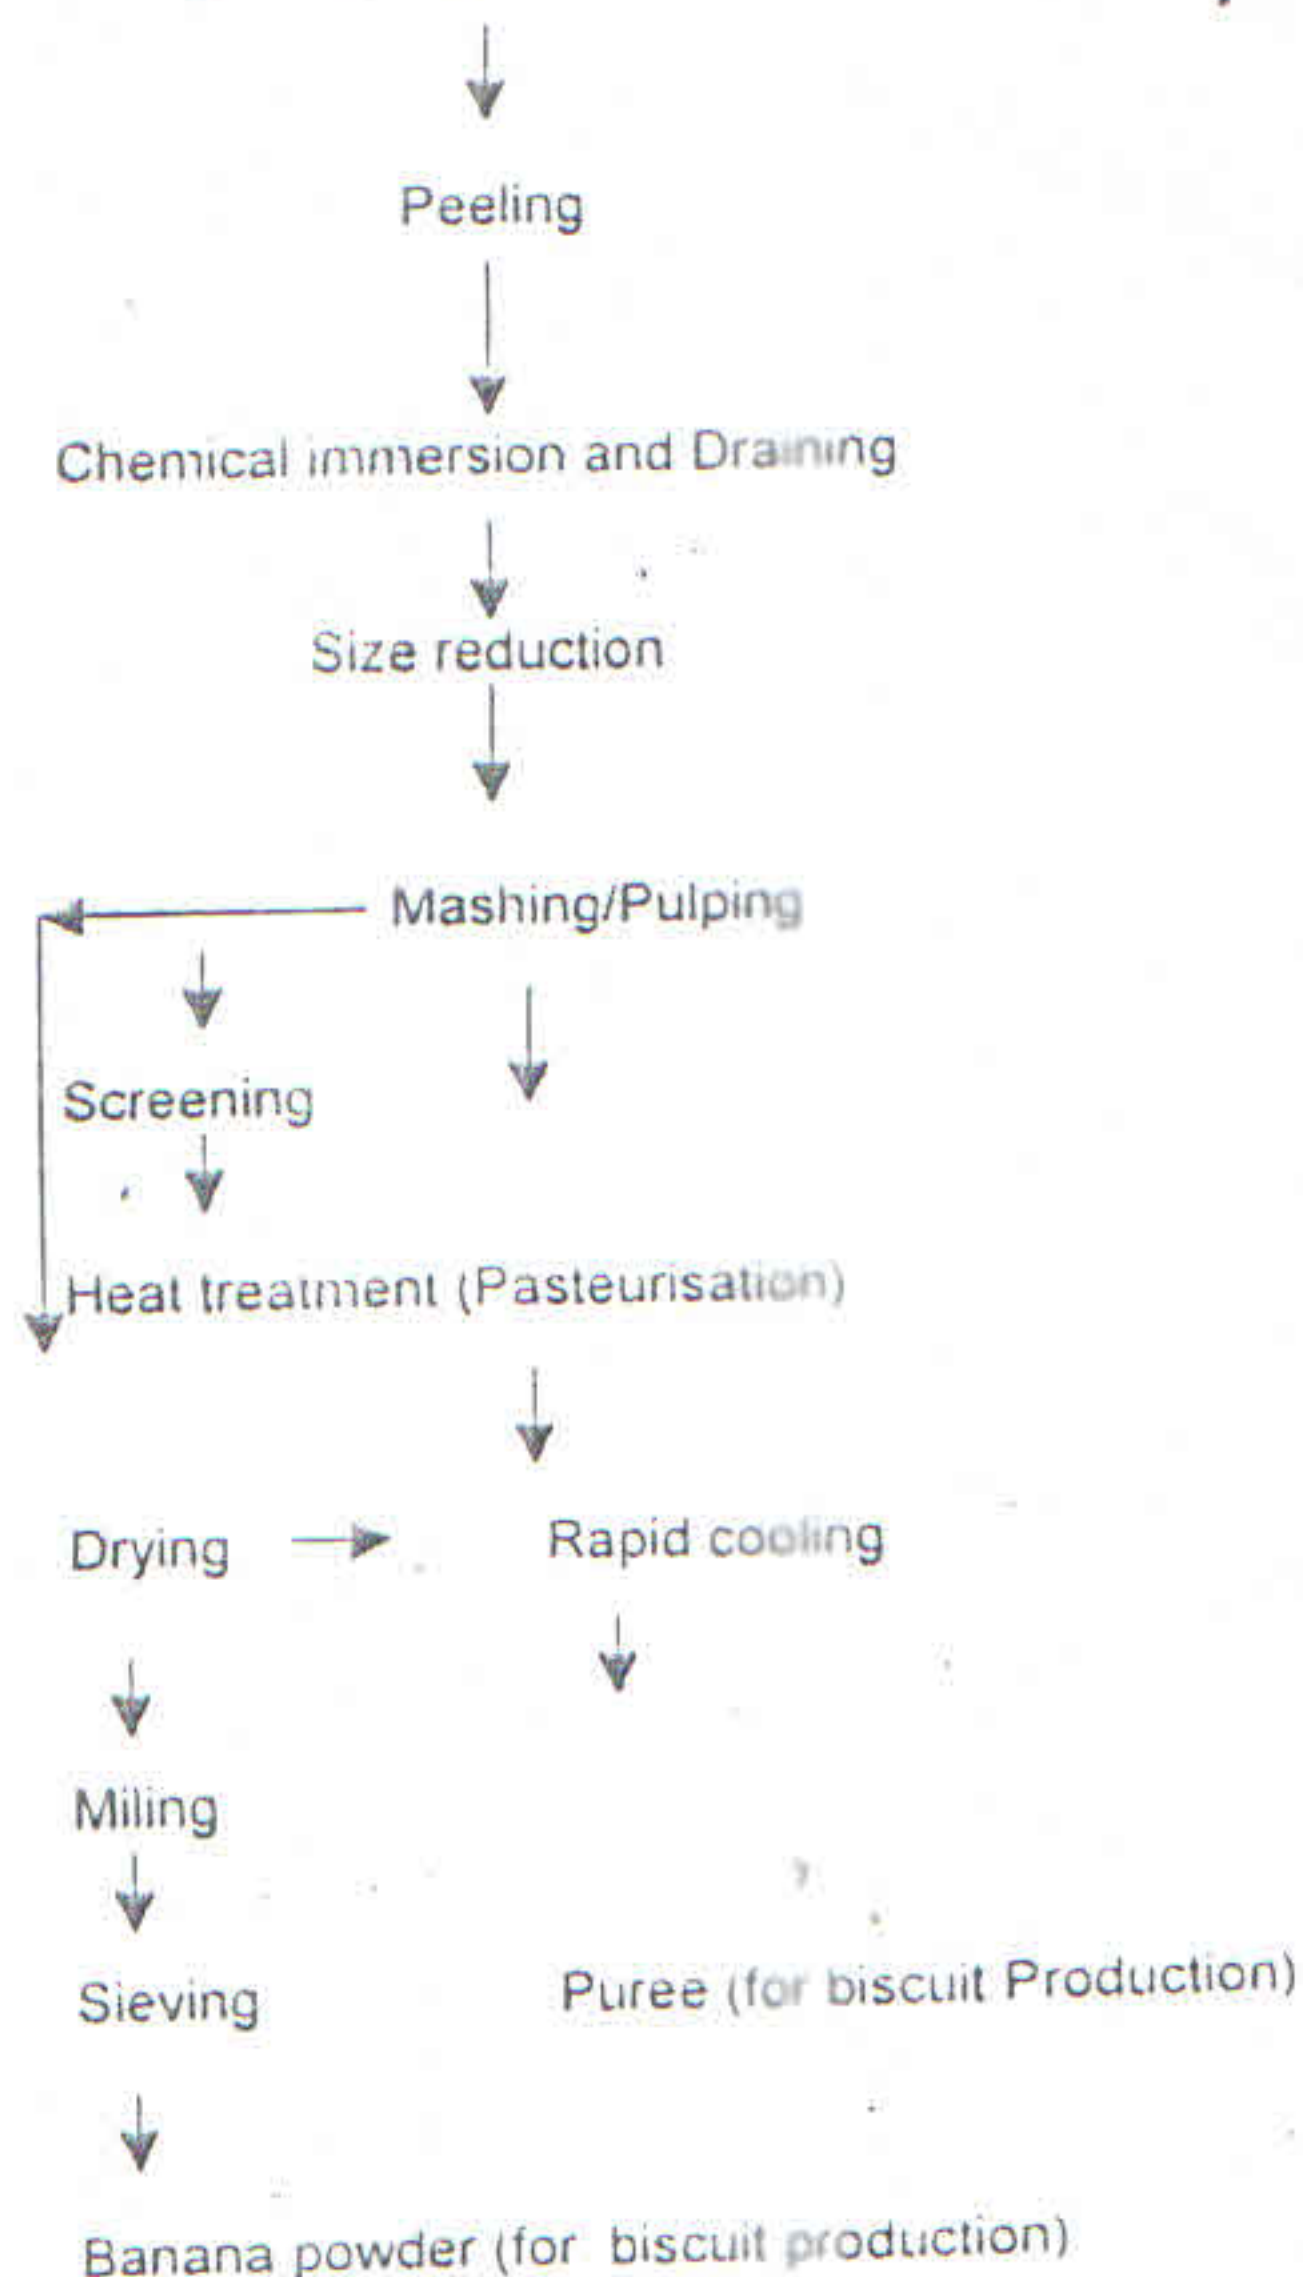 Peeling
Chemical immersion and Draining
Size reduction
Mashing/Pulping
Screening
Heat treatment (Pasteurisation)
Drying
Rapid cooling
Miling
Sieving
Puree (for biscuit Production)
Banana powder (for biscuit production)